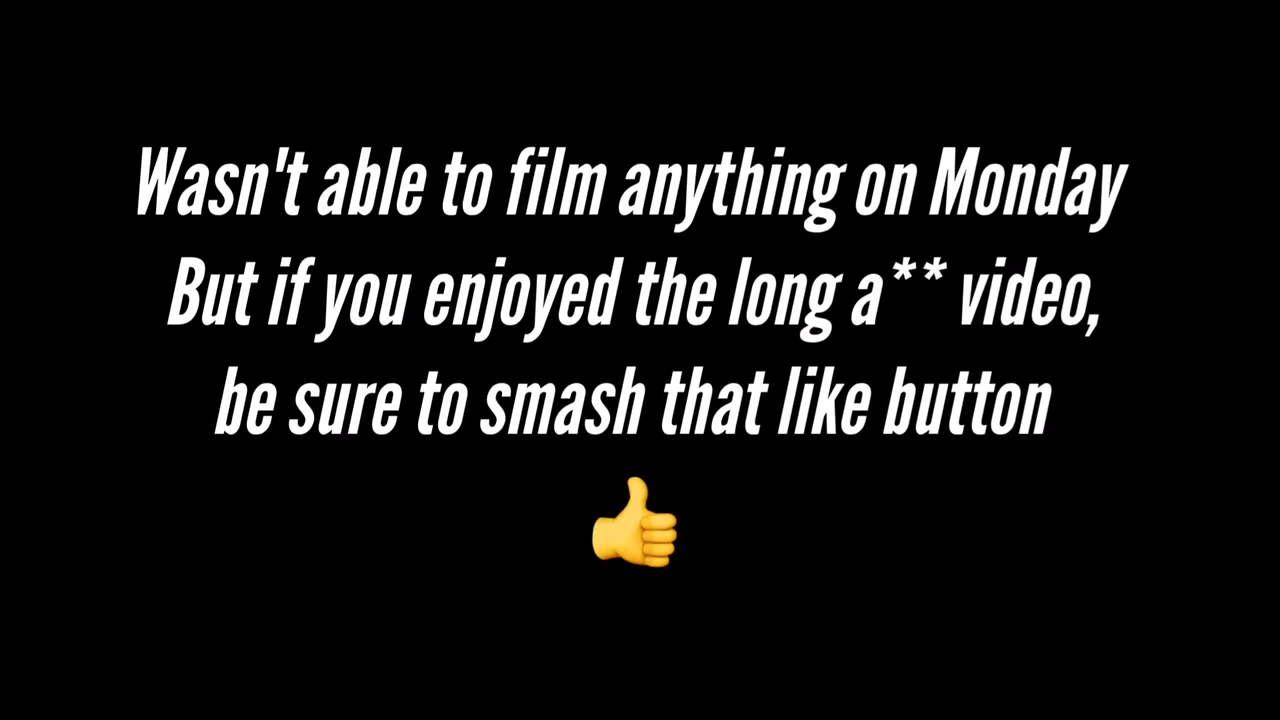 Wasn't able to film anything on Monday
But if you enjoyed the long a** video,
be sure to smash that like button
👍